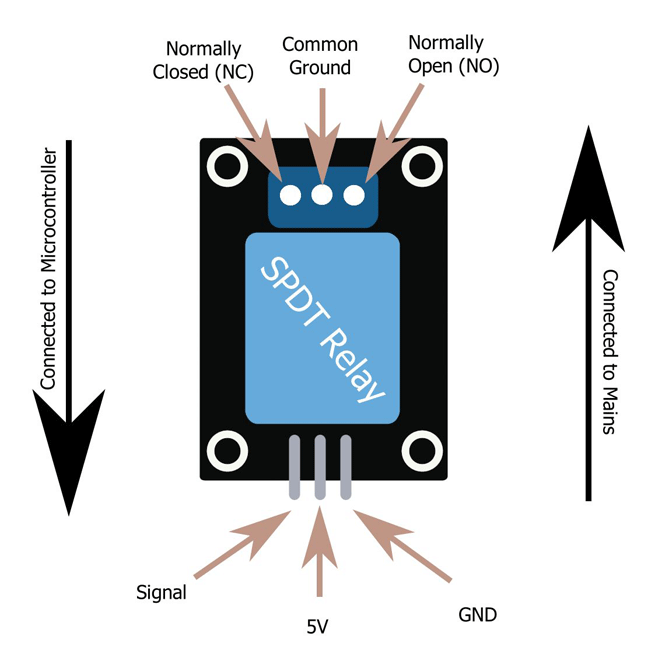 Normally
Closed (NC)
Common
Ground
Normally
Open (NO)
Connected to Microcontroller
SPDT Relay
Connected to Mains
Signal
5V
GND